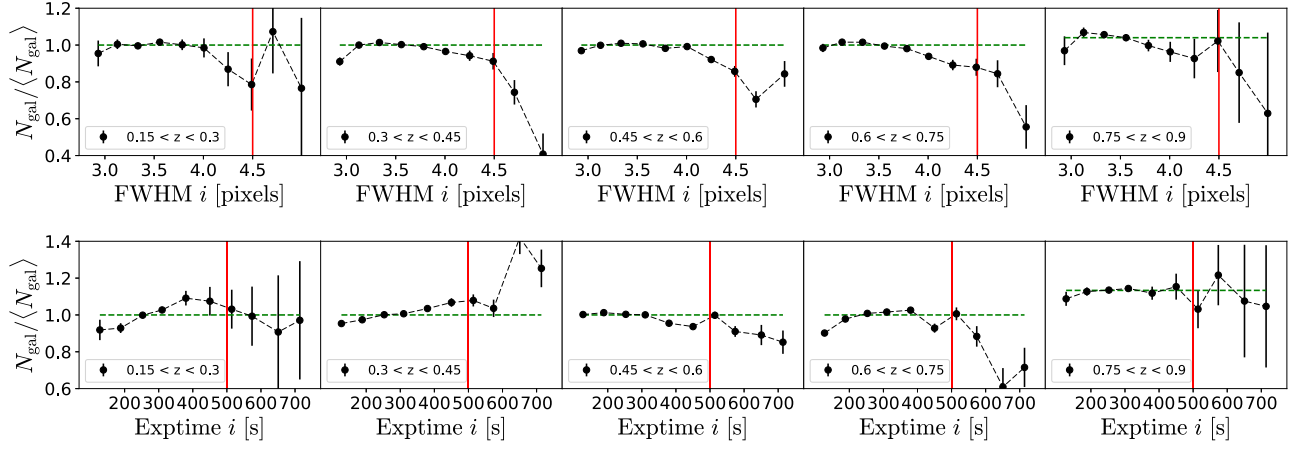 1.2
1.0
0.8
0.6
0.4
N_gal/⟨N_gal⟩
0.15 < z < 0.3
0.3 < z < 0.45
0.45 < z < 0.6
0.6 < z < 0.75
0.75 < z < 0.9
3.0 3.5 4.0 4.5
3.0 3.5 4.0 4.5
3.0 3.5 4.0 4.5
3.0 3.5 4.0 4.5
3.0 3.5 4.0 4.5
FWHM i [pixels]
FWHM i [pixels]
FWHM i [pixels]
FWHM i [pixels]
FWHM i [pixels]
1.4
1.2
1.0
0.8
0.6
N_gal/⟨N_gal⟩
0.15 < z < 0.3
0.3 < z < 0.45
0.45 < z < 0.6
0.6 < z < 0.75
0.75 < z < 0.9
200 300 400 500 600 700
200 300 400 500 600 700
200 300 400 500 600 700
200 300 400 500 600 700
200 300 400 500 600 700
Exptime i [s]
Exptime i [s]
Exptime i [s]
Exptime i [s]
Exptime i [s]